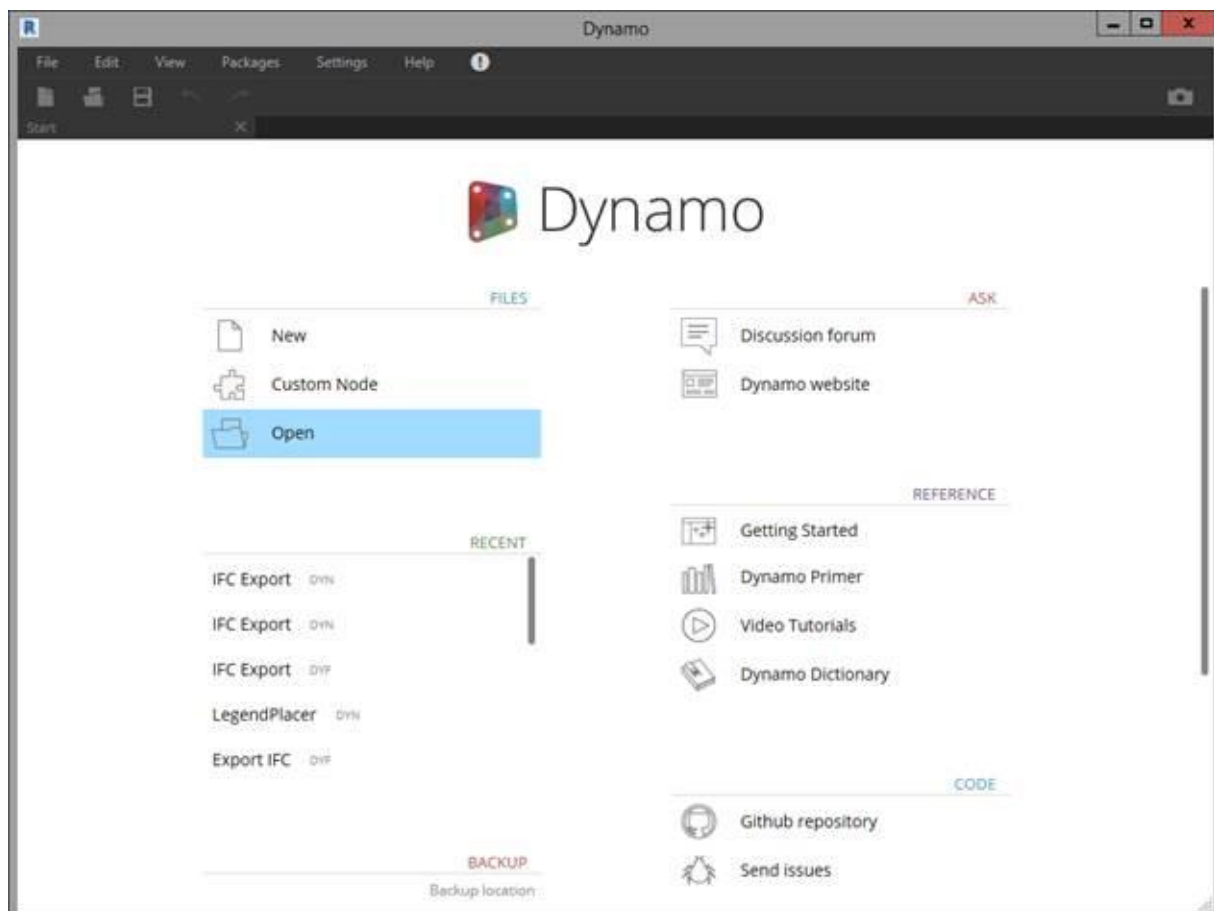 R
Dynamo
File Edit View Packages Settings Help !
Start
Dynamo
FILES
New
Custom Node
Open
RECENT
IFC Export DYN
IFC Export DYN
IFC Export DYF
LegendPlacer DYN
Export IFC DYF
BACKUP
Backup location
ASK
Discussion forum
Dynamo website
REFERENCE
Getting Started
Dynamo Primer
Video Tutorials
Dynamo Dictionary
CODE
Github repository
Send issues